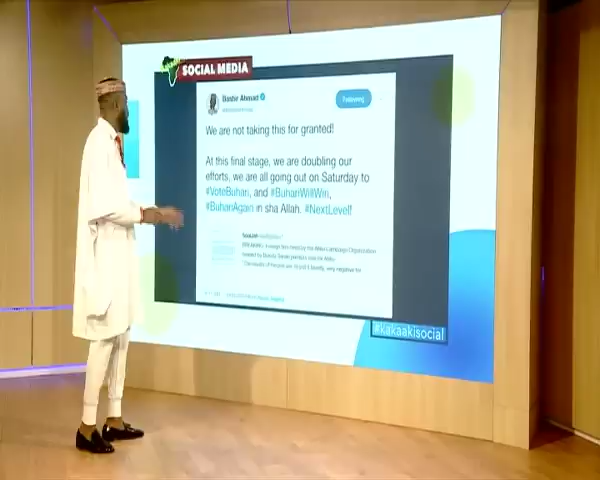 SOCIAL MEDIA
Bashir Ahmad
Following
We are not taking this for granted!
At this final stage, we are doubling our
efforts, we are all going out on Saturday to
#VoteBuhari, and #BuhariWillWin,
#BuhariAgain in sha Allah. #NextLevel!
#kakaakisocial